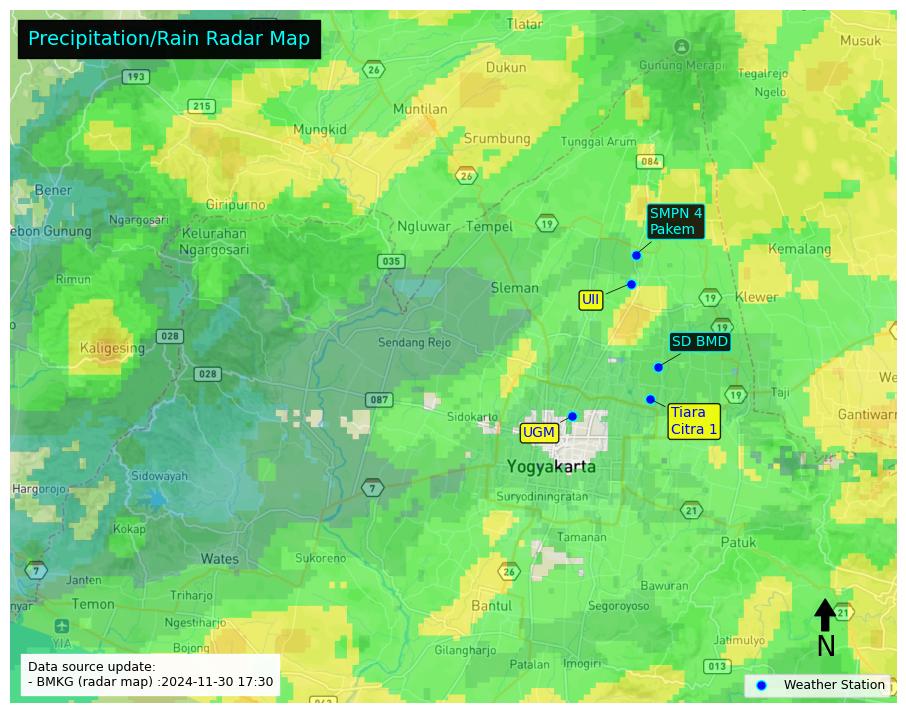 Precipitation/Rain Radar Map
Tlatar
Musuk
193
26
Dukun
Gunung Merapi
Tegalrejo
Ngelo
215
Muntilan
Mungkid
Srumbung
Tunggal Arum
084
26
Bener
Giripurno
SMPN 4
Pakem
Ngargosari
Ngluwar
Tempel
19
ebon Gunung
Kelurahan
Ngargosari
Kemalang
035
Rimun
Sleman
UII
19
Klewer
19
028
Kaligesing
Sendang Rejo
SD BMD
028
087
19
Taji
We
Sidokarto
Tiara
Citra 1
Gantiwarn
UGM
Yogyakarta
Sidowayah
Hargorojo
7
Suryodiningratan
21
Kokap
Tamanan
Patuk
Wates
Sukoreno
7
26
Janten
Bawuran
Triharjo
nyar
Temon
Bantul
Segoroyoso
21
Ngestiharjo
YIA
Jatimulyo
N
Bojong
Gilangharjo
Patalan
Imogiri
013
Data source update:
- BMKG (radar map) :2024-11-30 17:30
Weather Station